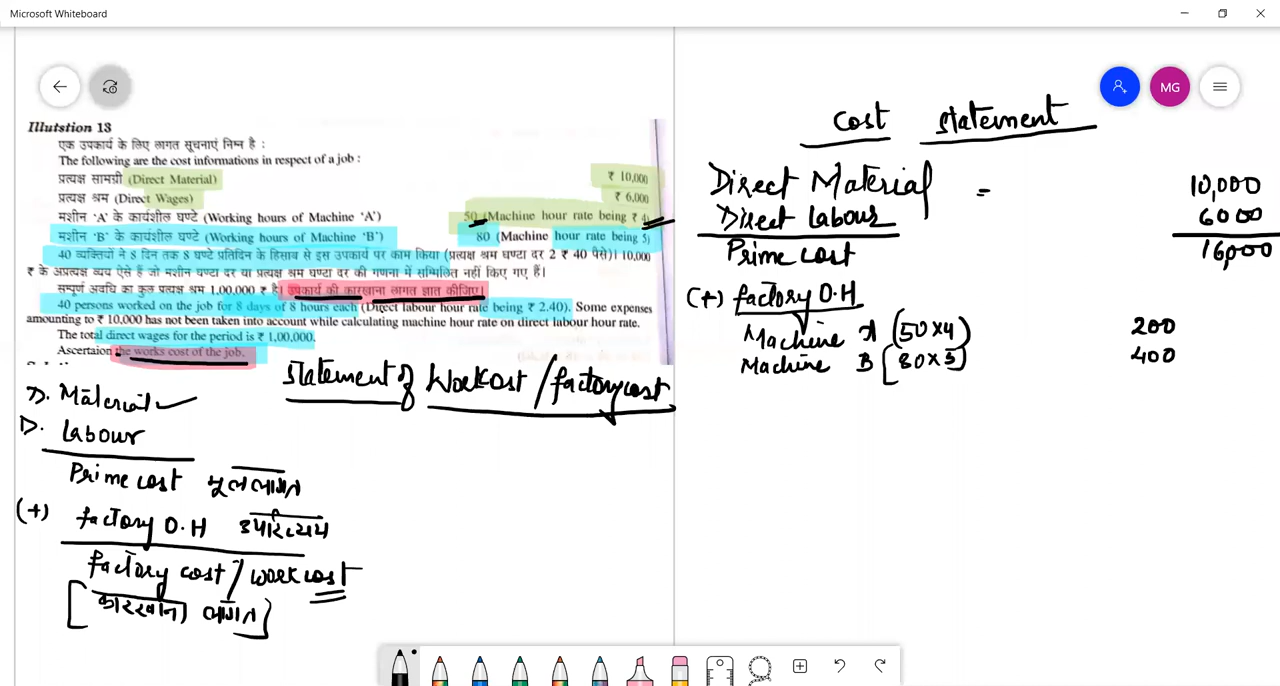 Microsoft Whiteboard
MG
Illutstion 13
एक उपकार्य के लिए लागत सूचनाएं निम्न है :
The following are the cost informations in respect of a job :
प्रत्यक्ष सामग्री (Direct Material) ₹ 10,000
प्रत्यक्ष श्रम (Direct Wages) ₹ 6,000
मशीन 'A' के कार्यशील घण्टे (Working hours of Machine 'A') 50 (Machine hour rate being ₹ 4)
मशीन 'B' के कार्यशील घण्टे (Working hours of Machine 'B') 80 (Machine hour rate being 5)
40 व्यक्तियों ने 8 दिन तक 8 घण्टे प्रतिदिन के हिसाब से इस उपकार्य पर काम किया (प्रत्यक्ष श्रम घण्टा दर 2 ₹ 40 पैसे)। 10,000
₹ के अप्रत्यक्ष व्यय ऐसे हैं जो मशीन घण्टा दर या प्रत्यक्ष श्रम घण्टा दर की गणना में सम्मिलित नहीं किए गए हैं।
सम्पूर्ण अवधि का कुल प्रत्यक्ष श्रम 1,00,000 ₹ है। उपकार्य की कारखाना लागत ज्ञात कीजिए।
40 persons worked on the job for 8 days of 8 hours each (Direct labour hour rate being ₹ 2.40). Some expenses
amounting to ₹ 10,000 has not been taken into account while calculating machine hour rate on direct labour hour rate.
The total direct wages for the period is ₹ 1,00,000.
Ascertaion the works cost of the job.
Statement of Workcost/factorycost
D. Material
D. Labour
Prime cost मूल लागत
(+) factory O.H उपरिव्यय
factory cost/work cost
[कारखाना लागत]
Cost Statement
Direct Material = 10,000
Direct Labour 6000
Prime cost 16,000
(+) factory O.H
Machine A (50×4) 200
Machine B [80×5] 400